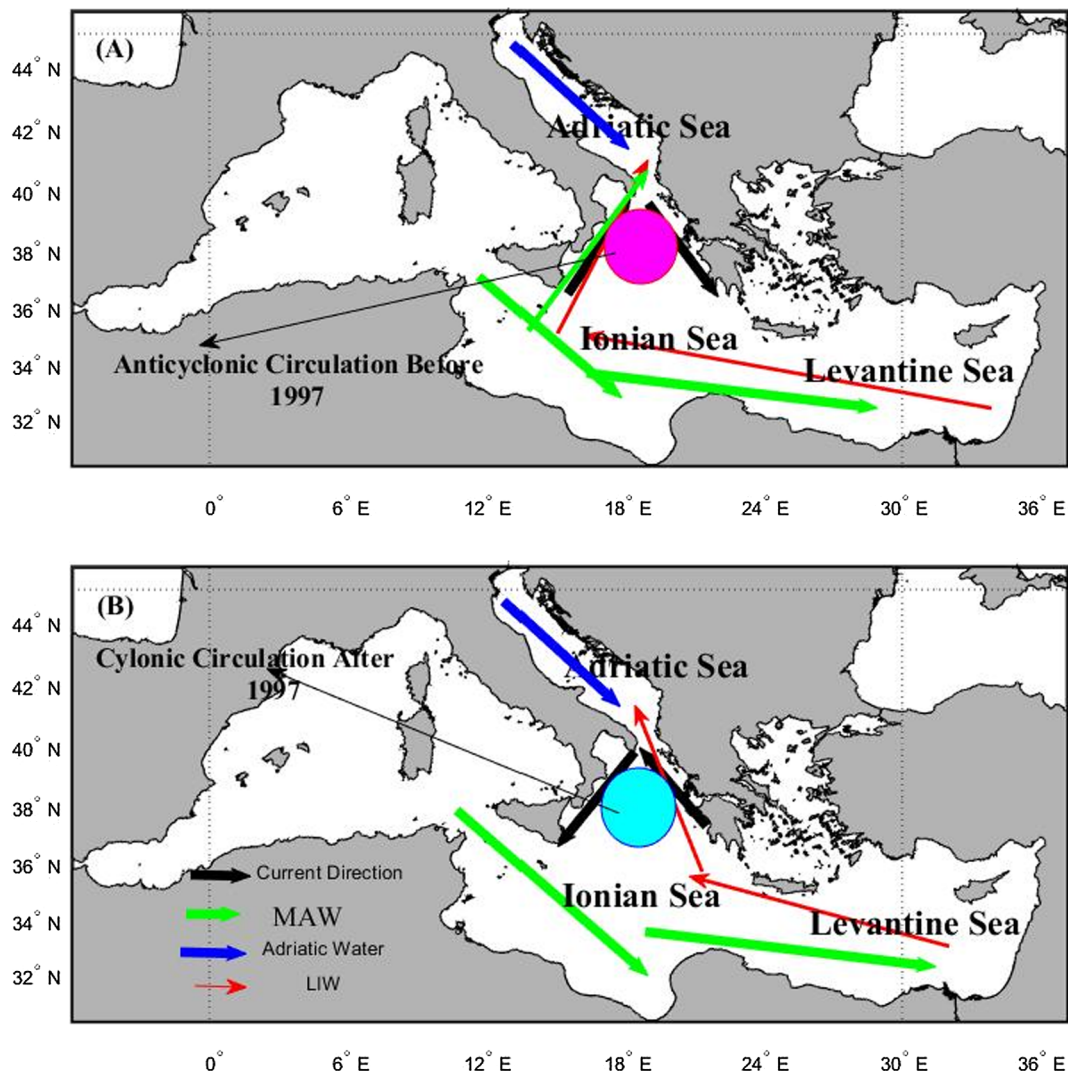 (A)
44° N
Adriatic Sea
42° N
40° N
38° N
36° N
Ionian Sea
34° N
Anticyclonic Circulation Before
1997
Levantine Sea
32° N
0° 6° E 12° E 18° E 24° E 30° E 36° E
(B)
44° N
Cylonic Circulation After
1997
Adriatic Sea
42° N
40° N
38° N
36° N
Current Direction
Ionian Sea
MAW
34° N
Levantine Sea
Adriatic Water
32° N
LIW
0° 6° E 12° E 18° E 24° E 30° E 36° E